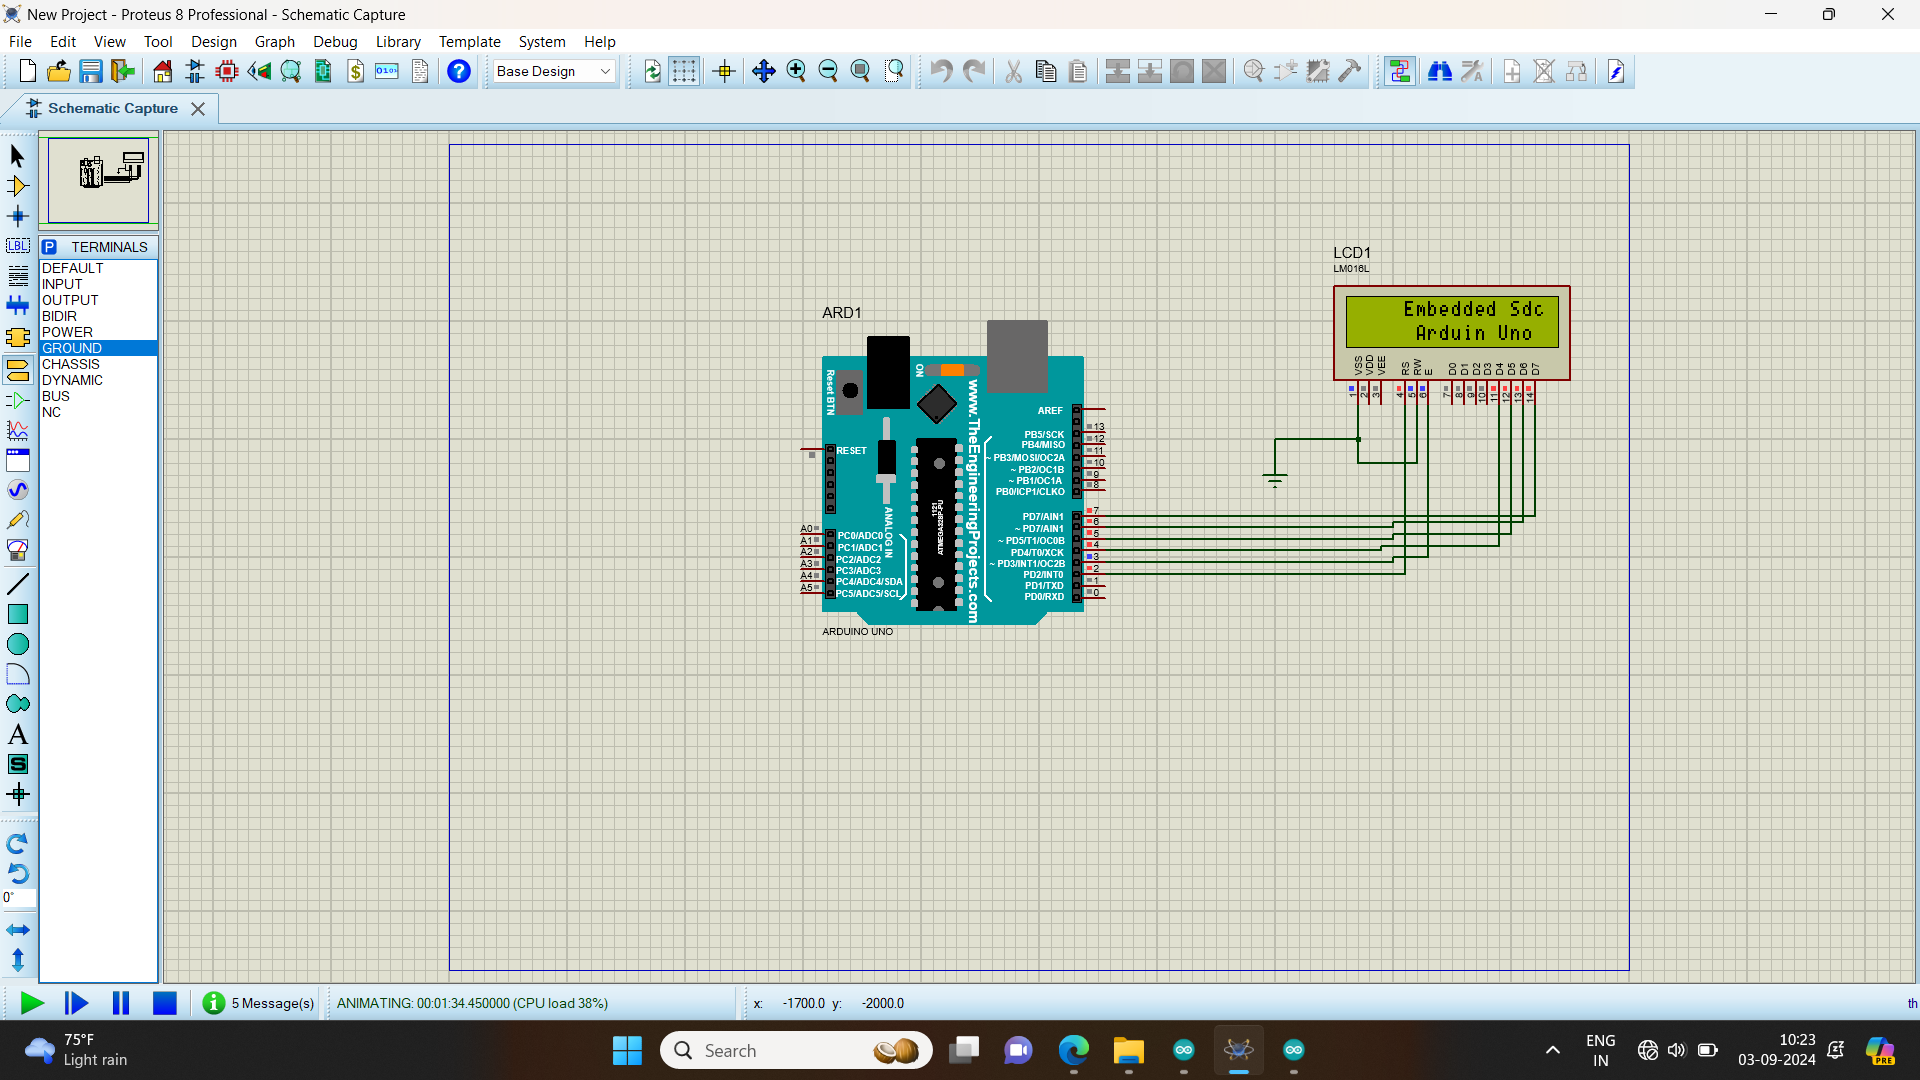 New Project - Proteus 8 Professional - Schematic Capture
File Edit View Tool Design Graph Debug Library Template System Help
Base Design
Schematic Capture
TERMINALS
DEFAULT
INPUT
OUTPUT
BIDIR
POWER
GROUND
CHASSIS
DYNAMIC
BUS
NC
LBL
A
S
0°
ARD1
Reset BTN
ON
www.TheEngineeringProjects.com
RESET
ANALOG IN
1121
ATMEGA328P-PU
A0 PC0/ADC0
A1 PC1/ADC1
A2 PC2/ADC2
A3 PC3/ADC3
A4 PC4/ADC4/SDA
A5 PC5/ADC5/SCL
AREF
PB5/SCK 13
PB4/MISO 12
~ PB3/MOSI/OC2A 11
~ PB2/OC1B 10
~ PB1/OC1A 9
PB0/ICP1/CLKO 8
PD7/AIN1 7
~ PD7/AIN1 6
~ PD5/T1/OC0B 5
PD4/T0/XCK 4
~ PD3/INT1/OC2B 3
PD2/INT0 2
PD1/TXD 1
PD0/RXD 0
ARDUINO UNO
LCD1
LM016L
Embedded Sdc
Arduin Uno
VSS VDD VEE RS RW E D0 D1 D2 D3 D4 D5 D6 D7
1 2 3 4 5 6 7 8 9 10 11 12 13 14
5 Message(s) ANIMATING: 00:01:34.450000 (CPU load 38%) x: -1700.0 y: -2000.0 th
75°F
Light rain
Search
ENG
IN
10:23
03-09-2024
PRE